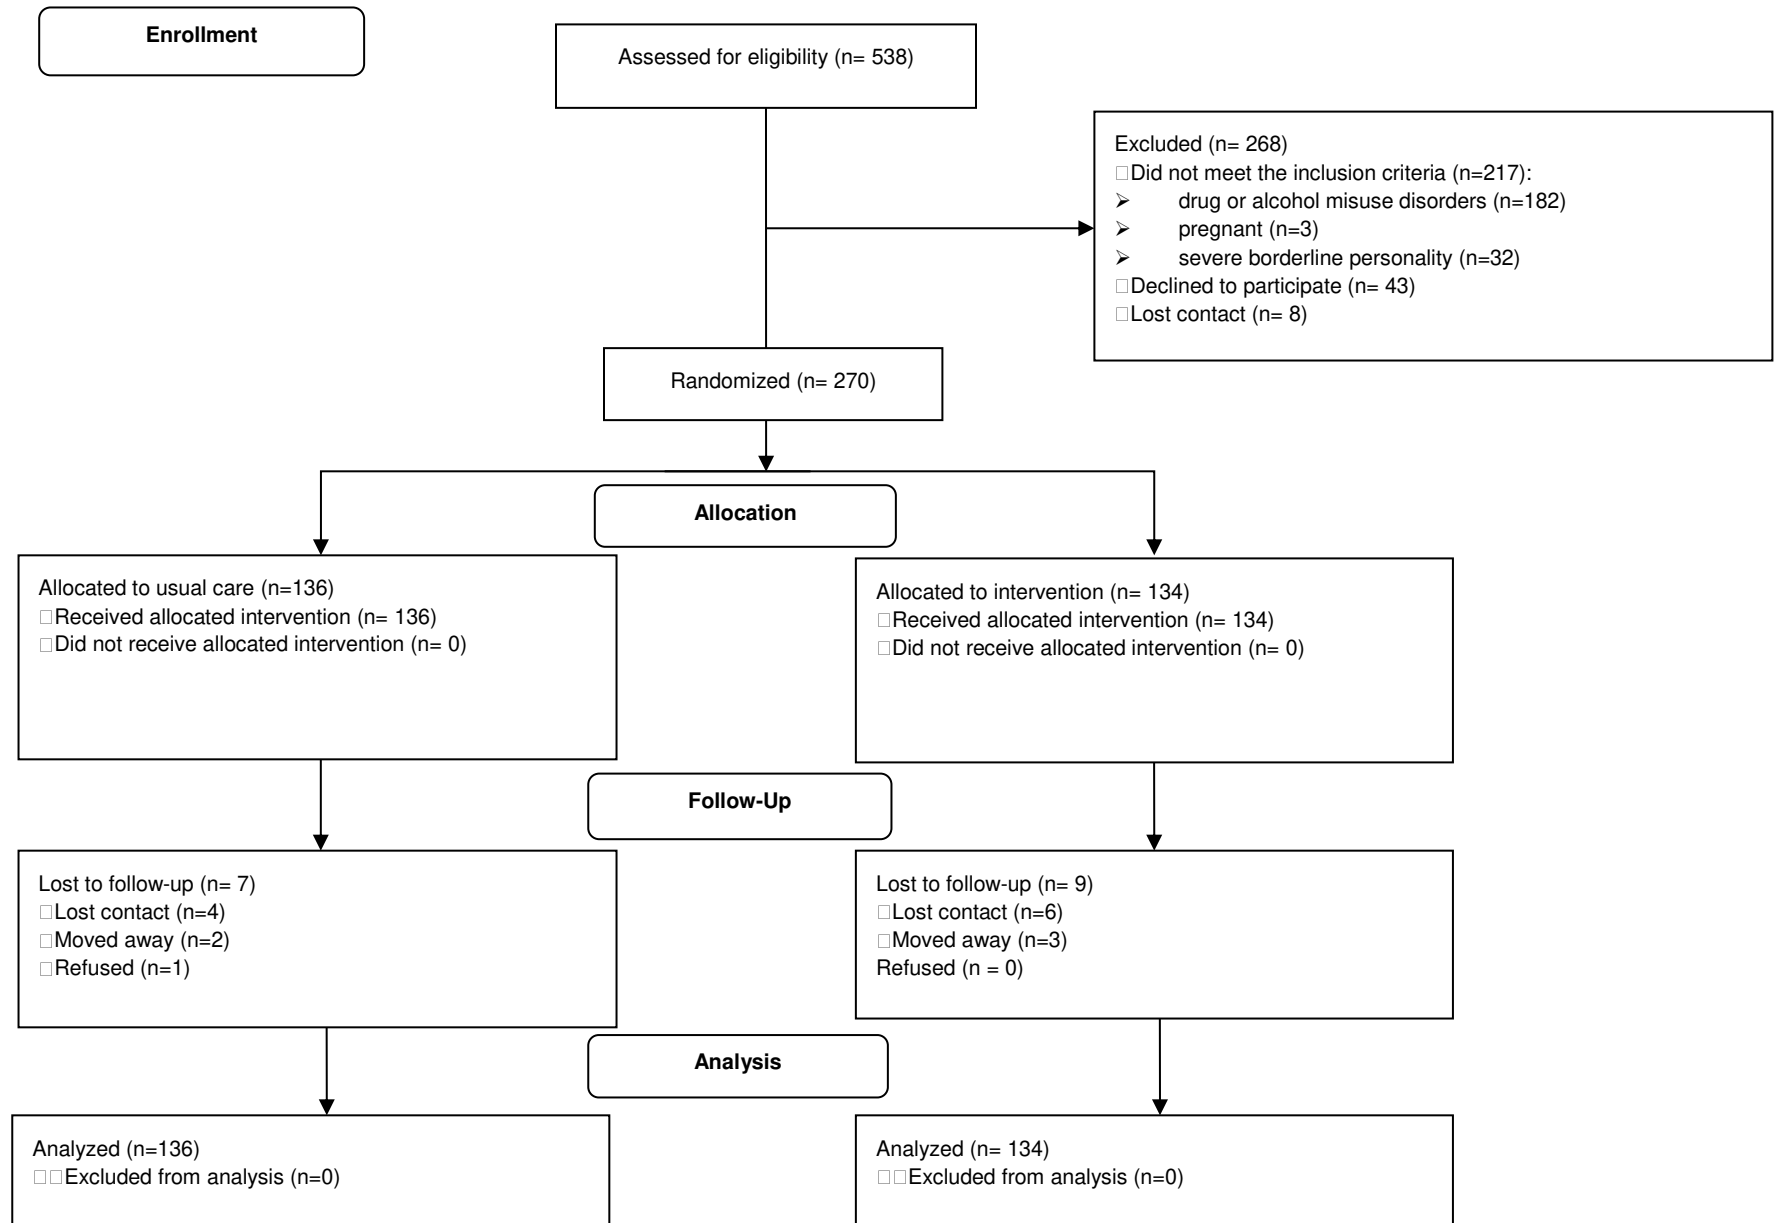 Enrollment
Assessed for eligibility (n= 538)
Excluded (n= 268)
□Did not meet the inclusion criteria (n=217):
➢ drug or alcohol misuse disorders (n=182)
➢ pregnant (n=3)
➢ severe borderline personality (n=32)
□Declined to participate (n= 43)
□Lost contact (n= 8)
Randomized (n= 270)
Allocation
Allocated to usual care (n=136)
□Received allocated intervention (n= 136)
□Did not receive allocated intervention (n= 0)
Allocated to intervention (n= 134)
□Received allocated intervention (n= 134)
□Did not receive allocated intervention (n= 0)
Follow-Up
Lost to follow-up (n= 7)
□Lost contact (n=4)
□Moved away (n=2)
□Refused (n=1)
Lost to follow-up (n= 9)
□Lost contact (n=6)
□Moved away (n=3)
Refused (n = 0)
Analysis
Analyzed (n=136)
□□Excluded from analysis (n=0)
Analyzed (n= 134)
□□Excluded from analysis (n=0)